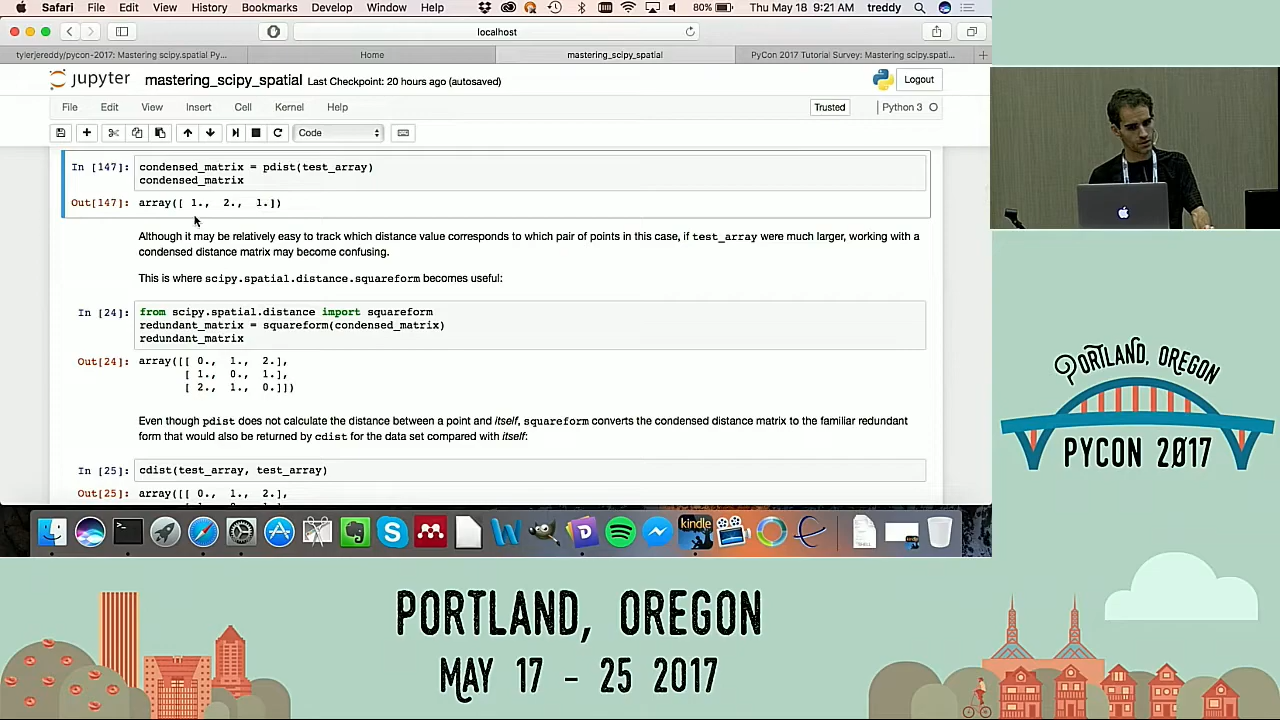 Safari File Edit View History Bookmarks Develop Window Help 80% Thu May 18 9:21 AM treddy
localhost
tylerjereddy/pycon-2017: Mastering scipy.spatial Py... Home mastering_scipy_spatial PyCon 2017 Tutorial Survey: Mastering scipy.spati...
jupyter mastering_scipy_spatial Last Checkpoint: 20 hours ago (autosaved) Logout
File Edit View Insert Cell Kernel Help Trusted Python 3
Code
In [147]: condensed_matrix = pdist(test_array)
condensed_matrix
Out[147]: array([ 1., 2., 1.])
Although it may be relatively easy to track which distance value corresponds to which pair of points in this case, if test_array were much larger, working with a
condensed distance matrix may become confusing.
This is where scipy.spatial.distance.squareform becomes useful:
In [24]: from scipy.spatial.distance import squareform
redundant_matrix = squareform(condensed_matrix)
redundant_matrix
Out[24]: array([[ 0., 1., 2.],
[ 1., 0., 1.],
[ 2., 1., 0.]])
Even though pdist does not calculate the distance between a point and itself, squareform converts the condensed distance matrix to the familiar redundant
form that would also be returned by cdist for the data set compared with itself:
In [25]: cdist(test_array, test_array)
Out[25]: array([[ 0., 1., 2.],
kindle
PORTLAND, OREGON
PYCON 2017
PORTLAND, OREGON
MAY 17 - 25 2017